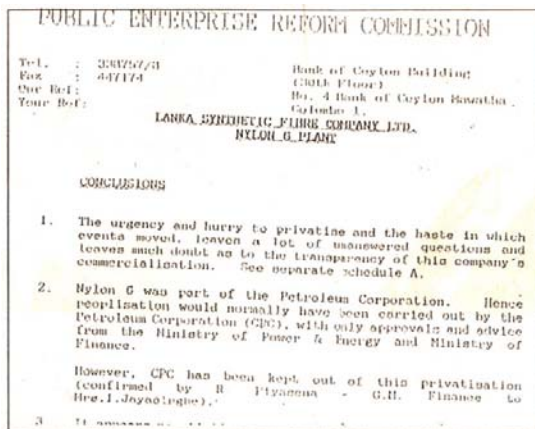 PUBLIC ENTERPRISE REFORM COMMISSION
Tel. : 338757/8
Fax : 447174
Our Ref:
Your Ref:
Bank of Ceylon Building
(30th Floor)
No. 4 Bank of Ceylon Mawatha
Colombo 1.
LANKA SYNTHETIC FIBRE COMPANY LTD.
NYLON 6 PLANT
CONCLUSIONS
1. The urgency and hurry to privatise and the haste in which
events moved, leaves a lot of unanswered questions and
leaves much doubt as to the transparency of this company's
commercialisation. See separate schedule A.
2. Nylon 6 was part of the Petroleum Corporation. Hence
peoplisation would normally have been carried out by the
Petroleum Corporation (CPC), with only approvals and advice
from the Ministry of Power & Energy and Ministry of
Finance.
However, CPC has been kept out of this privatisation
(confirmed by R Piyasena - G.M. Finance to
Mrs.I.Jayasinghe).
3 It appears